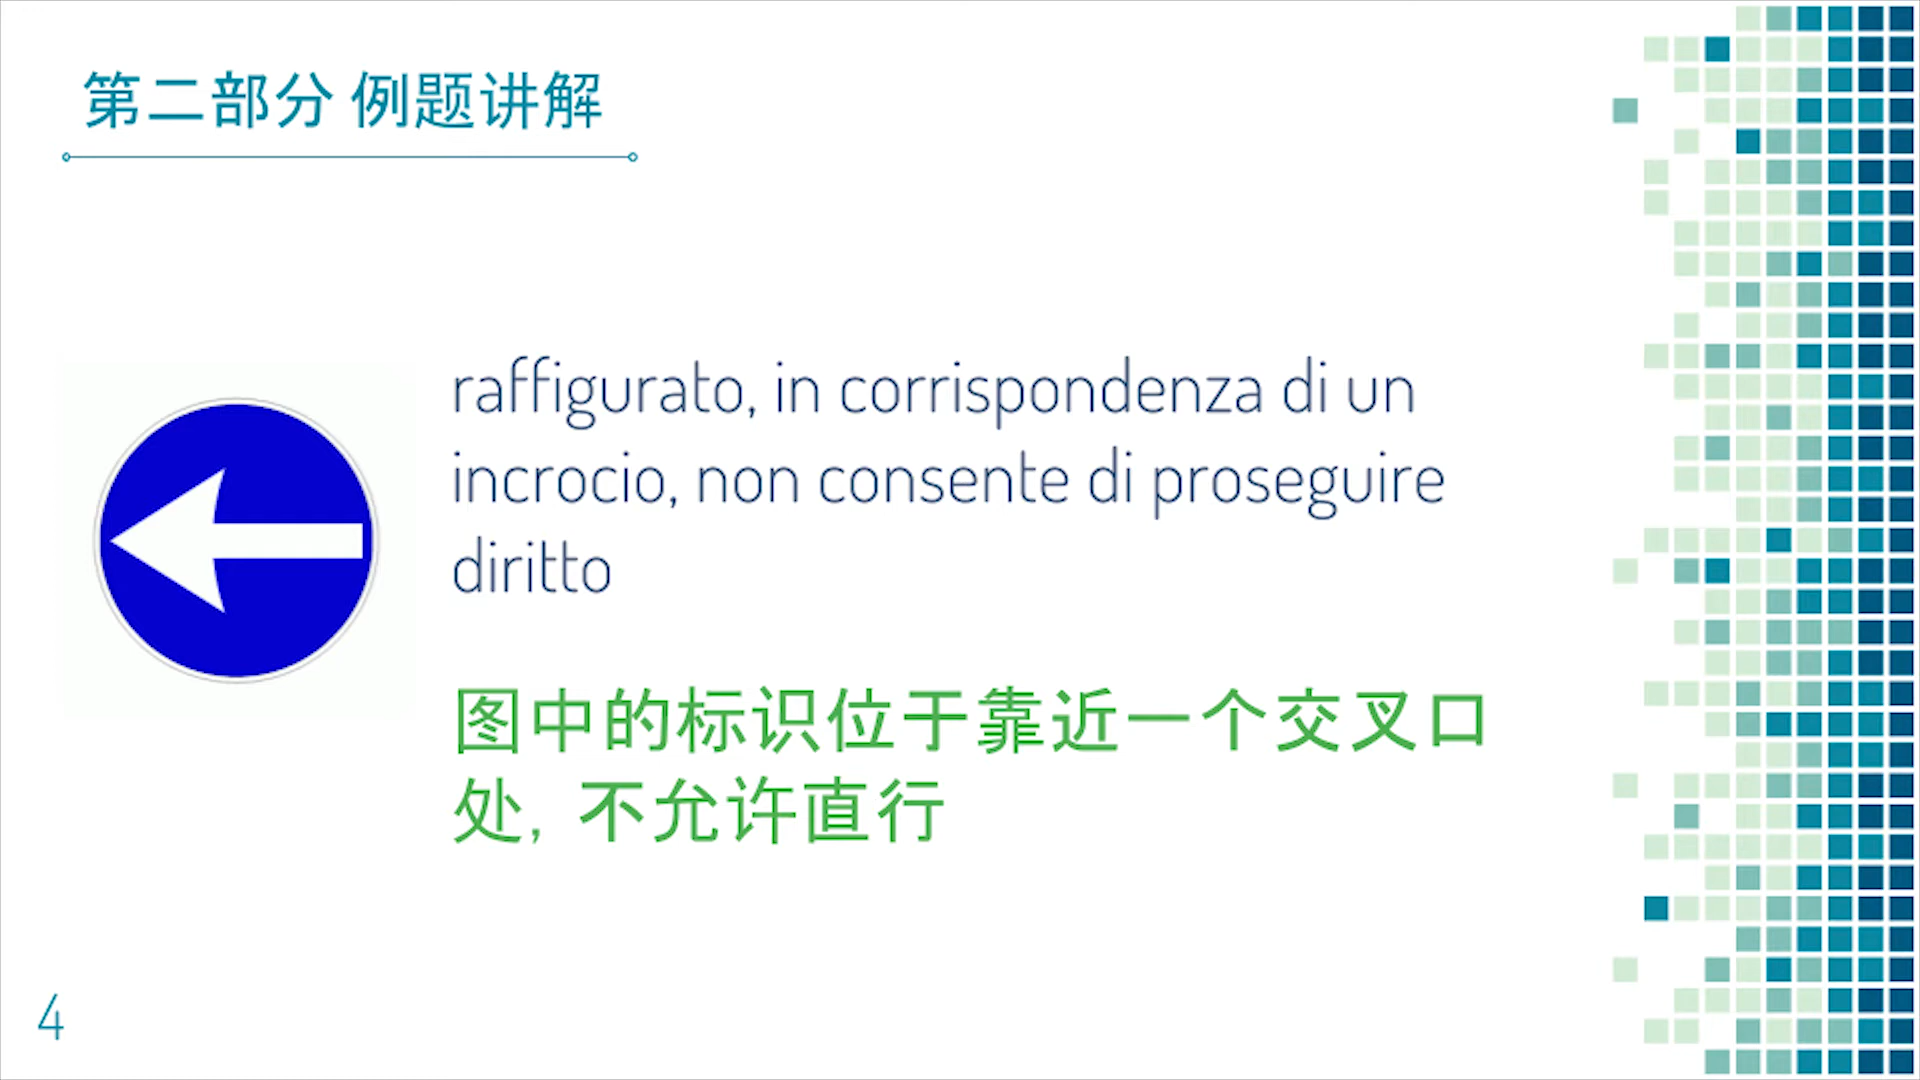 第二部分 例题讲解
raffigurato, in corrispondenza di un
incrocio, non consente di proseguire
diritto
图中的标识位于靠近一个交叉口
处, 不允许直行
4